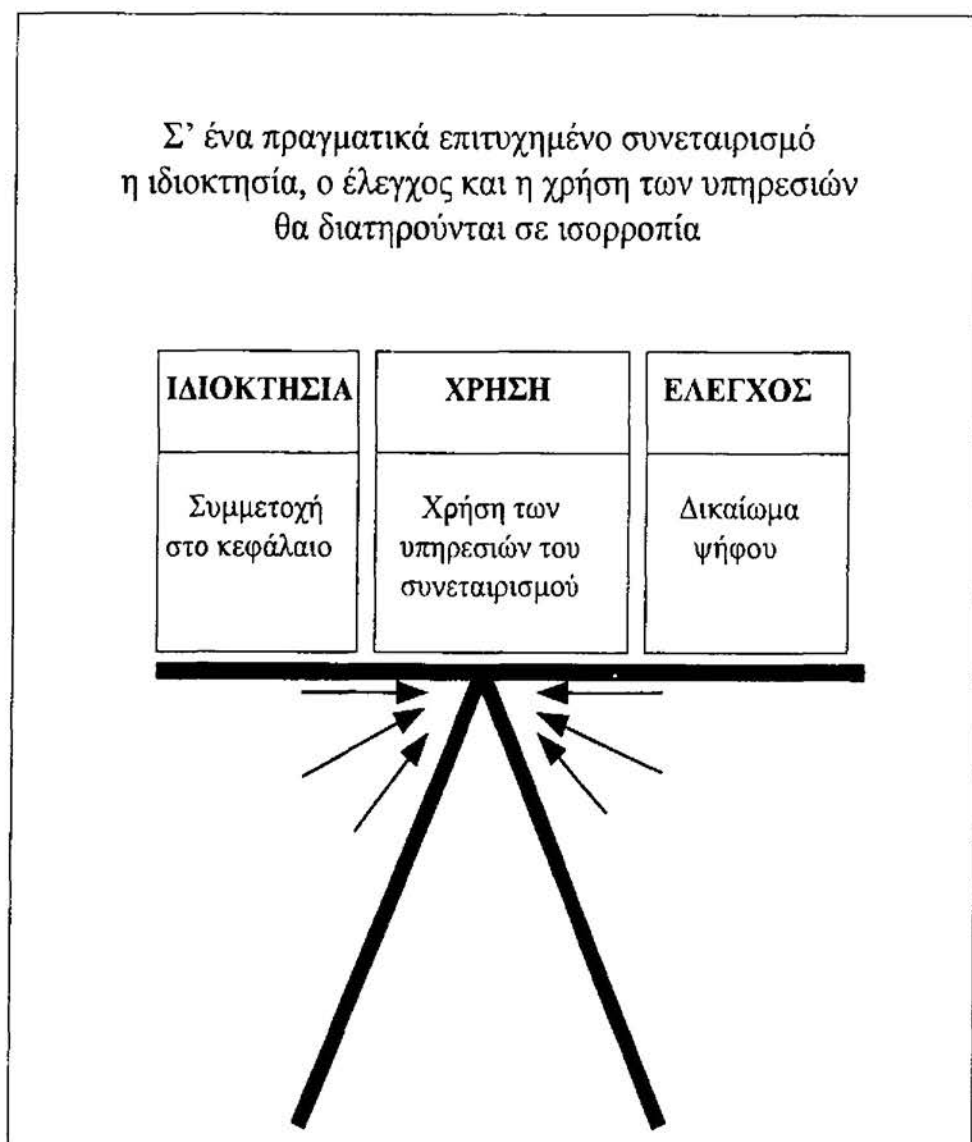 Σ’ ένα πραγματικά επιτυχημένο συνεταιρισμό
η ιδιοκτησία, ο έλεγχος και η χρήση των υπηρεσιών
θα διατηρούνται σε ισορροπία
ΙΔΙΟΚΤΗΣΙΑ
Συμμετοχή
στο κεφάλαιο
ΧΡΗΣΗ
Χρήση των
υπηρεσιών του
συνεταιρισμού
ΕΛΕΓΧΟΣ
Δικαίωμα
ψήφου